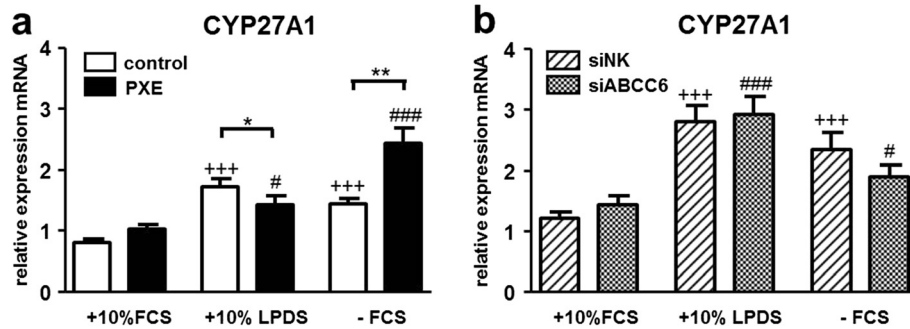 a
CYP27A1
relative expression mRNA
4
3
2
1
0
control
PXE
*
**
+++
#
+++
###
+10%FCS
+10% LPDS
- FCS
b
CYP27A1
relative expression mRNA
4
3
2
1
0
siNK
siABCC6
+++
###
+++
#
+10%FCS
+10% LPDS
- FCS